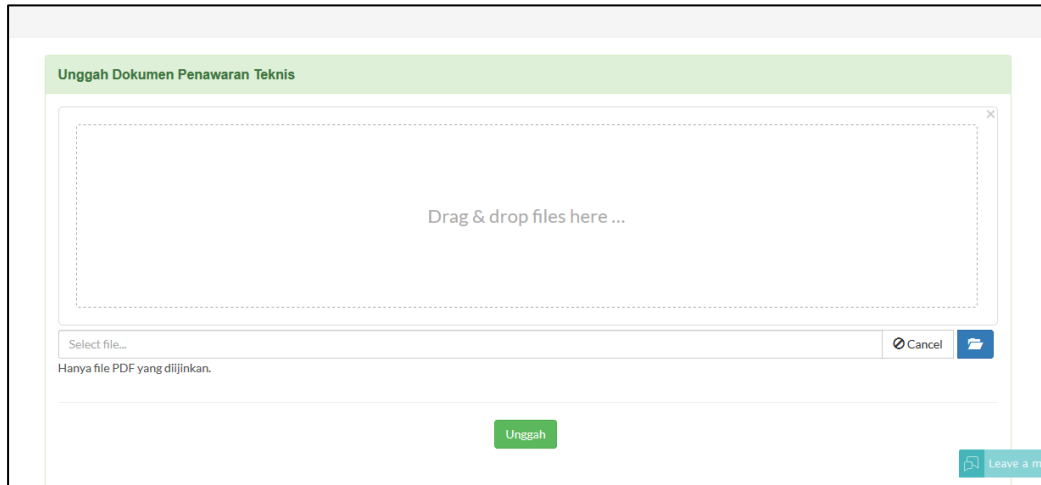 Unggah Dokumen Penawaran Teknis
×
Drag & drop files here ...
Select file...
Cancel
Hanya file PDF yang diijinkan.
Unggah
Leave a m